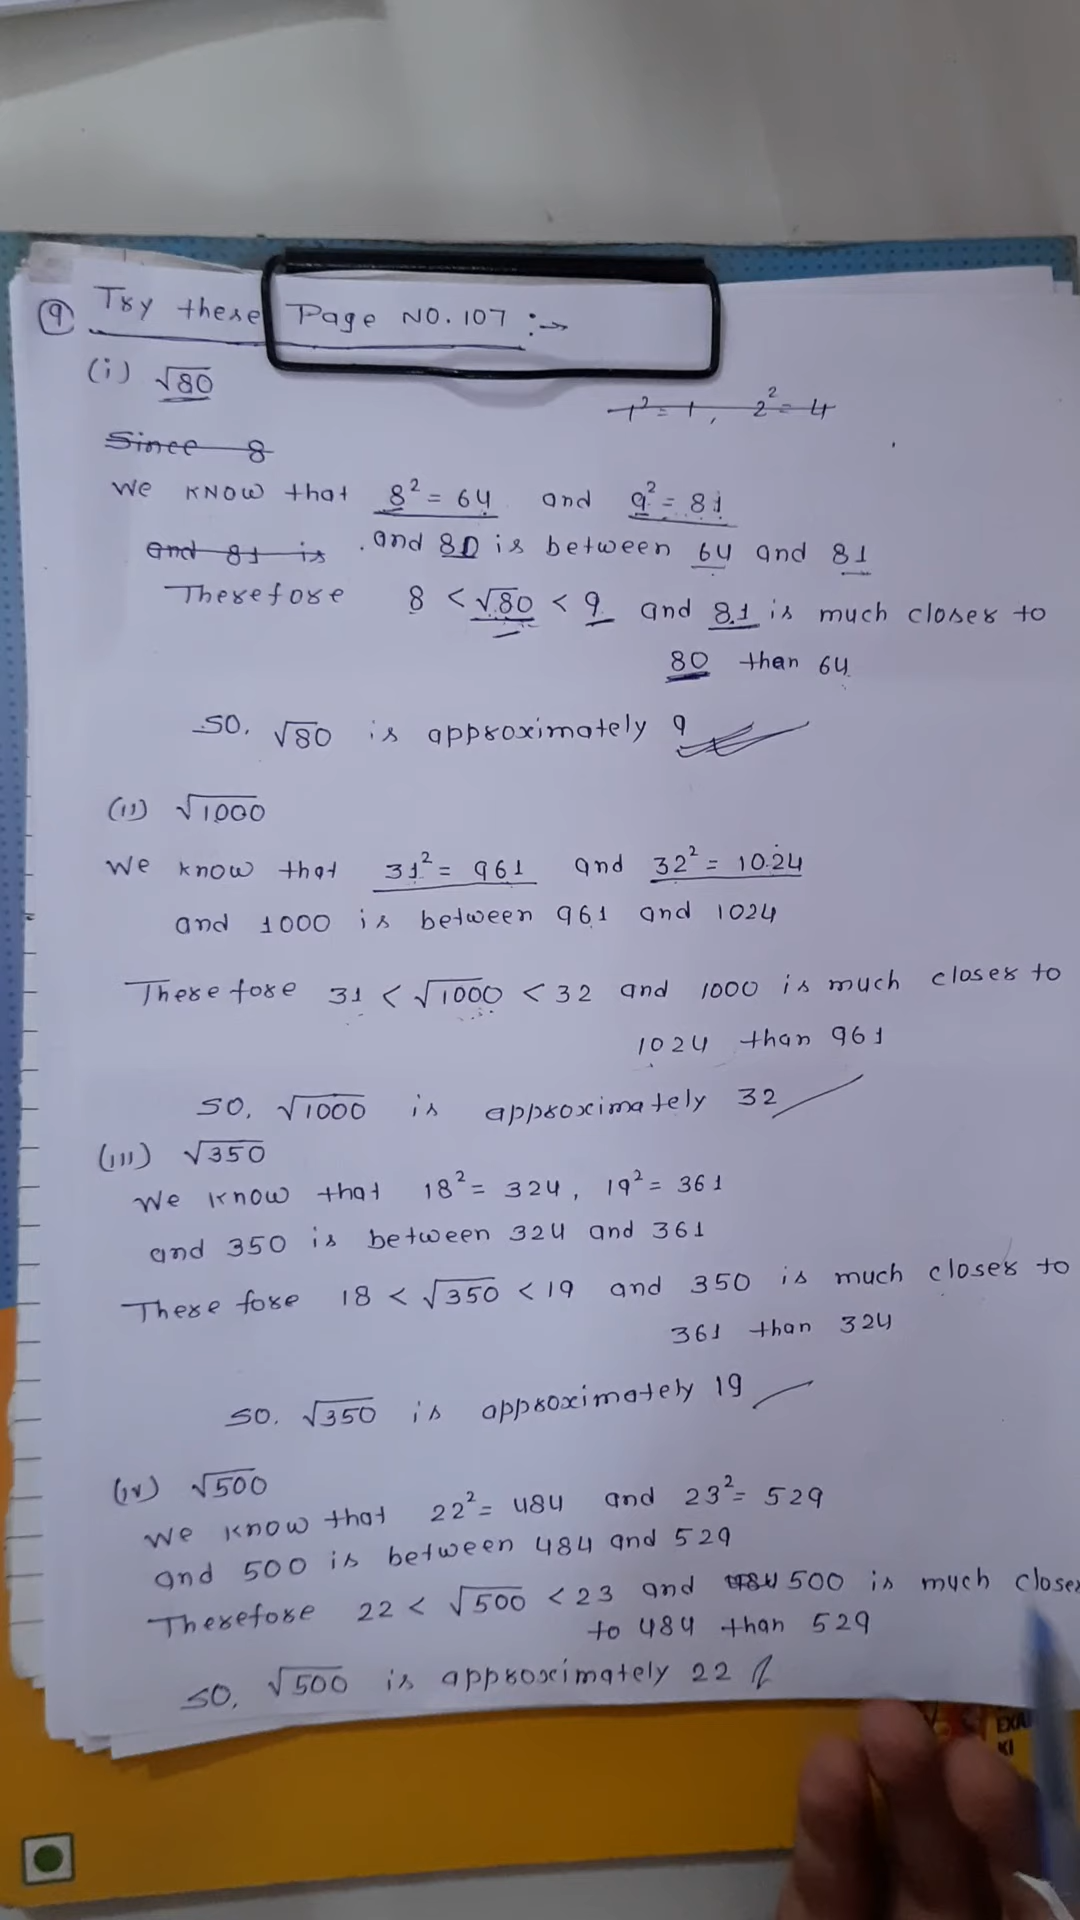 9 Try these Page NO. 107 :→
(i) √80
1² = 1, 2² = 4
Since 8
We KNOW that 8² = 64 and 9² = 81
and 81 is . and 80 is between 64 and 81
Therefore 8 < √80 < 9 and 81 is much closer to
80 than 64
SO, √80 is approximately 9
(ii) √1000
We know that 31² = 961 and 32² = 1024
and 1000 is between 961 and 1024
Therefore 31 < √1000 < 32 and 1000 is much closer to
1024 than 961
SO, √1000 is approximately 32
(iii) √350
We know that 18² = 324, 19² = 361
and 350 is between 324 and 361
Therefore 18 < √350 < 19 and 350 is much closer to
361 than 324
SO, √350 is approximately 19
(iv) √500
We know that 22² = 484 and 23² = 529
and 500 is between 484 and 529
Therefore 22 < √500 < 23 and 500 is much close
to 484 than 529
SO, √500 is approximately 22
KI